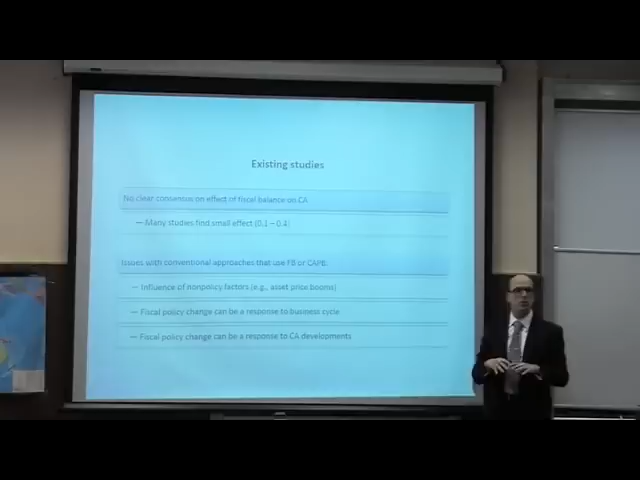 Existing studies
No clear consensus on effect of fiscal balance on CA
— Many studies find small effect (0.1 – 0.4)
Issues with conventional approaches that use FB or CAPB:
— Influence of nonpolicy factors (e.g., asset price booms)
— Fiscal policy change can be a response to business cycle
— Fiscal policy change can be a response to CA developments